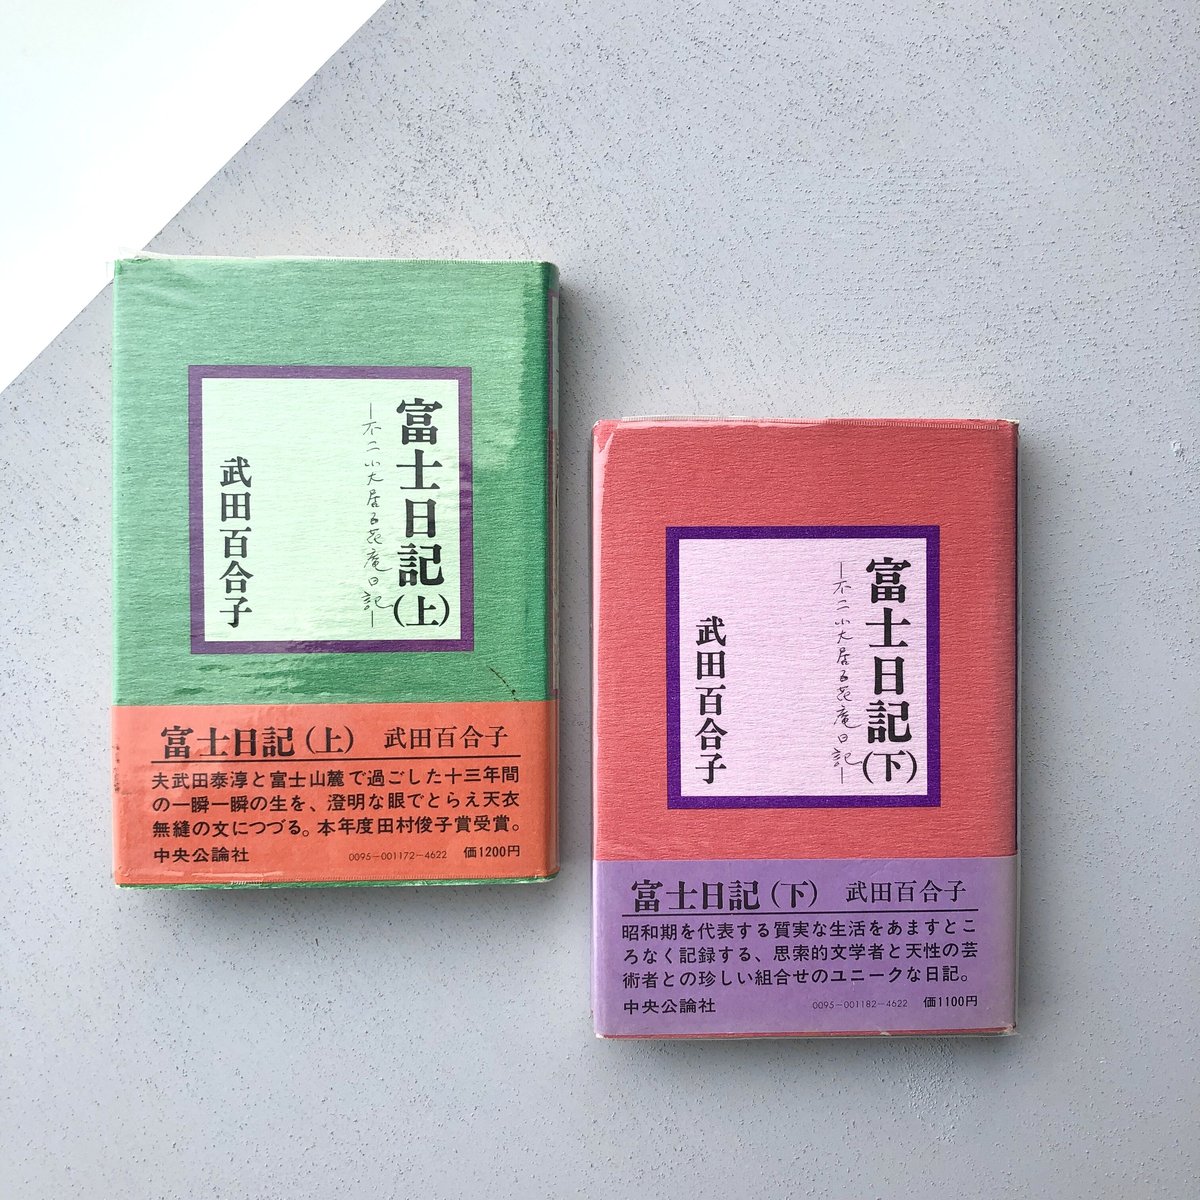 富士日記(上)
―不二小大居百花庵日記―
武田百合子
富士日記(上) 武田百合子
夫武田泰淳と富士山麓で過ごした十三年間
の一瞬一瞬の生を、澄明な眼でとらえ天衣
無縫の文につづる。本年度田村俊子賞受賞。
中央公論社 0095-001172-4622 価1200円
富士日記(下)
―不二小大居百花庵日記―
武田百合子
富士日記(下) 武田百合子
昭和期を代表する質実な生活をあますとこ
ろなく記録する、思索的文学者と天性の芸
術者との珍しい組合せのユニークな日記。
中央公論社 0095-001182-4622 価1100円